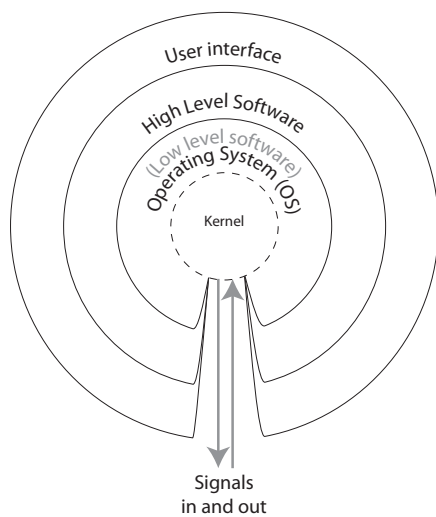 User interface
High Level Software
(Low level software)
Operating System (OS)
Kernel
Signals
in and out